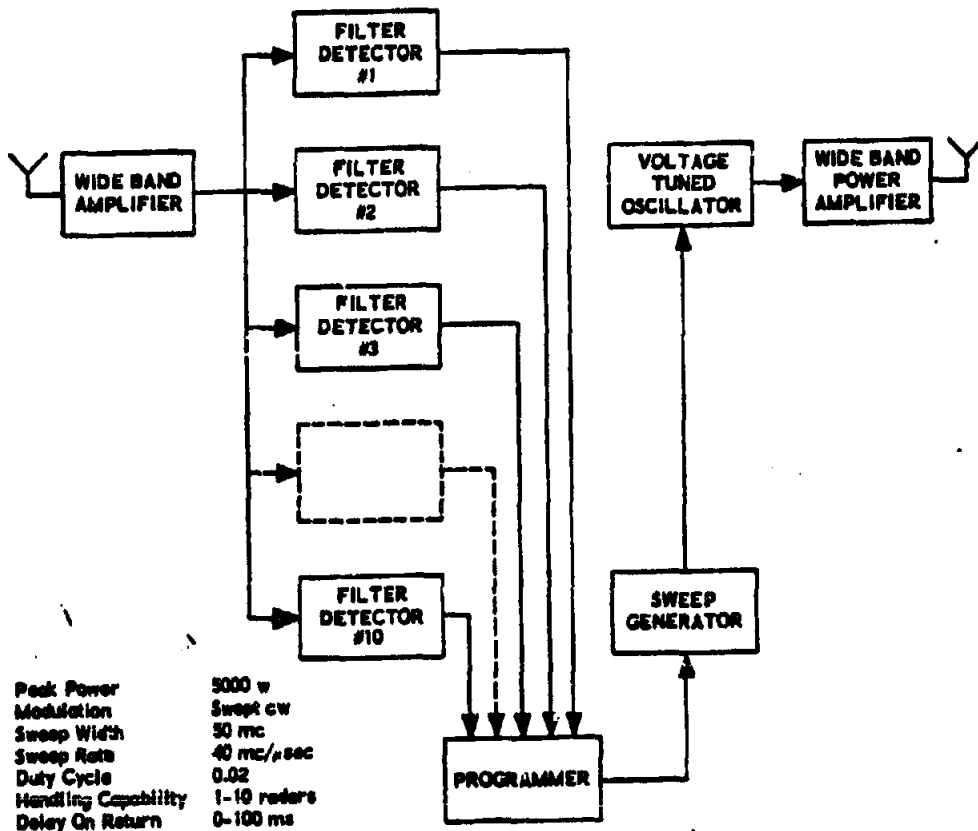 FILTER
DETECTOR
#1
WIDE BAND
AMPLIFIER
FILTER
DETECTOR
#2
VOLTAGE
TUNED
OSCILLATOR
WIDE BAND
POWER
AMPLIFIER
FILTER
DETECTOR
#3
FILTER
DETECTOR
#10
SWEEP
GENERATOR
PROGRAMMER
Peak Power 5000 w
Modulation Swept cw
Sweep Width 50 mc
Sweep Rate 40 mc/μsec
Duty Cycle 0.02
Handling Capability 1-10 radars
Delay On Return 0-100 ms